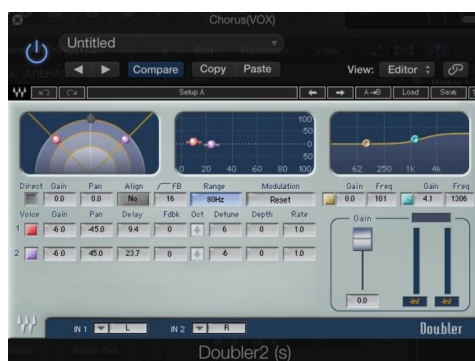 Chorus(VOX)
Untitled
Compare Copy Paste View: Editor
Setup A A→B Load Save
100
50
0
50
100
0 20 40 60 80 100
62 250 1k 4k
Direct Gain Pan Align FB Range Modulation Gain Freq Gain Freq
0.0 0.0 No 16 80Hz Reset 0.0 101 4.1 1306
Voice Gain Pan Delay Fdbk Oct Detune Depth Rate Gain
1 -6.0 -45.0 9.4 0 6 0 1.0
2 -6.0 45.0 23.7 0 -6 0 1.0
0.0 -Inf -Inf
IN 1 L IN 2 R Doubler
Doubler2 (s)